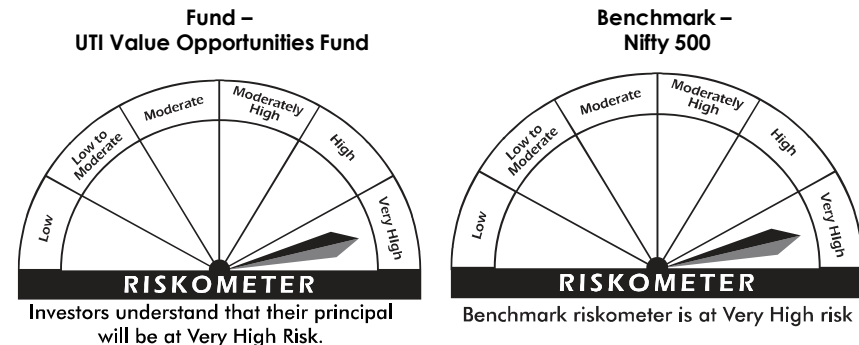 Fund –
UTI Value Opportunities Fund
Low
Low to
Moderate
Moderate
Moderately
High
High
Very High
RISKOMETER
Investors understand that their principal
will be at Very High Risk.
Benchmark –
Nifty 500
Low
Low to
Moderate
Moderate
Moderately
High
High
Very High
RISKOMETER
Benchmark riskometer is at Very High risk